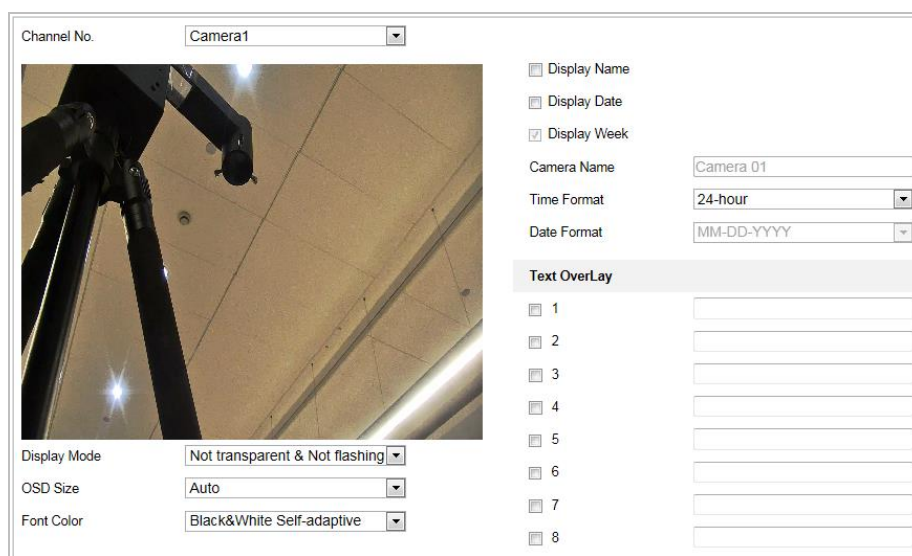 Channel No. Camera1
Display Name
Display Date
Display Week
Camera Name Camera 01
Time Format 24-hour
Date Format MM-DD-YYYY
Text OverLay
1
2
3
4
5
6
7
8
Display Mode Not transparent & Not flashing
OSD Size Auto
Font Color Black&White Self-adaptive